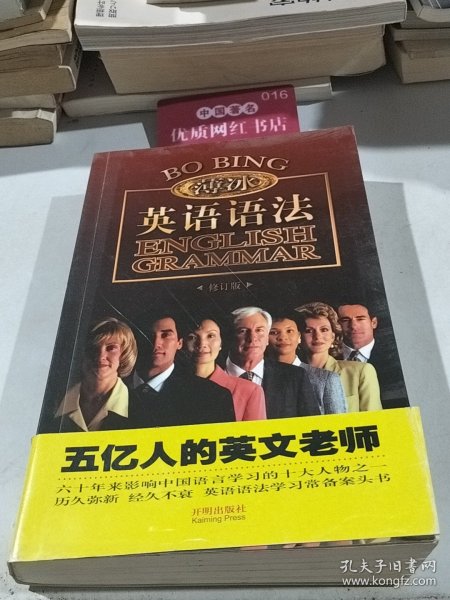 016
中国著名
优质网红书店
BO BING
薄冰
英语语法
ENGLISH
GRAMMAR
修订版
五亿人的英文老师
六十年来影响中国语言学习的十大人物之一
历久弥新 经久不衰 英语语法学习常备案头书
开明出版社
Kaiming Press
孔夫子旧书网
www.kongfz.com